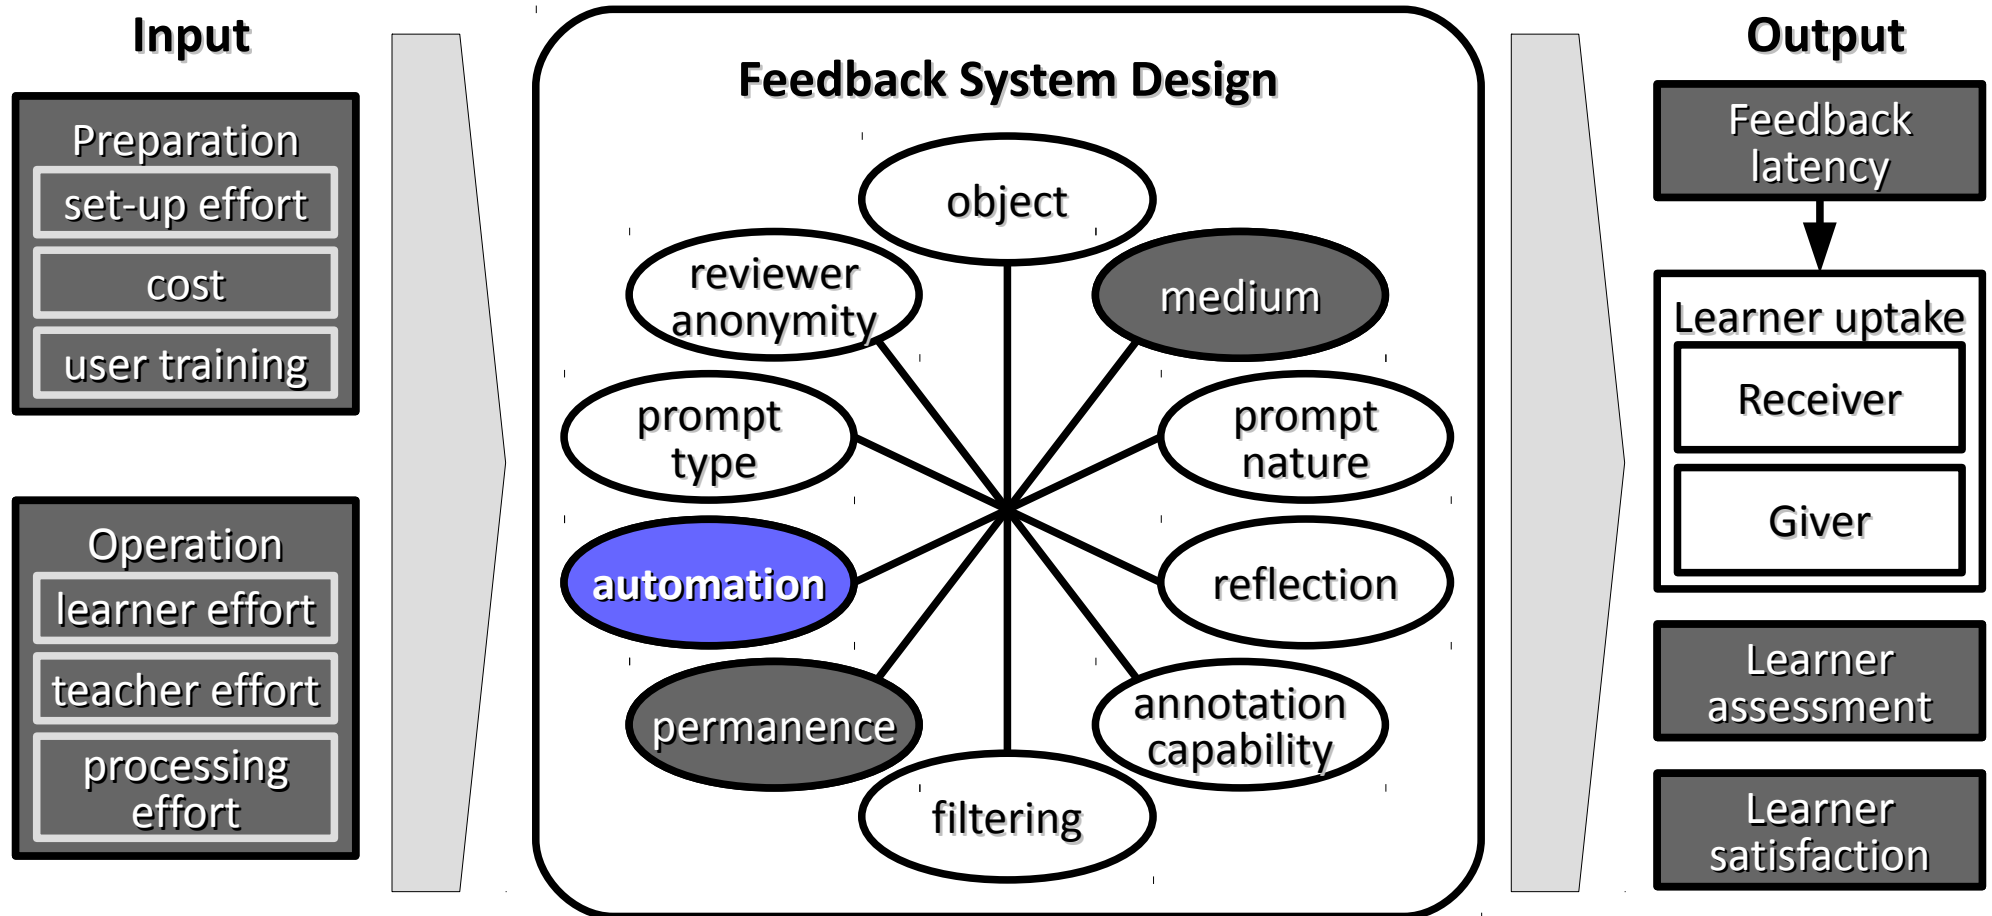 Input
Preparation
set-up effort
cost
user training
Operation
learner effort
teacher effort
processing
effort
Feedback System Design
object
medium
prompt
nature
reflection
annotation
capability
filtering
permanence
automation
prompt
type
reviewer
anonymity
Output
Feedback
latency
Learner uptake
Receiver
Giver
Learner
assessment
Learner
satisfaction